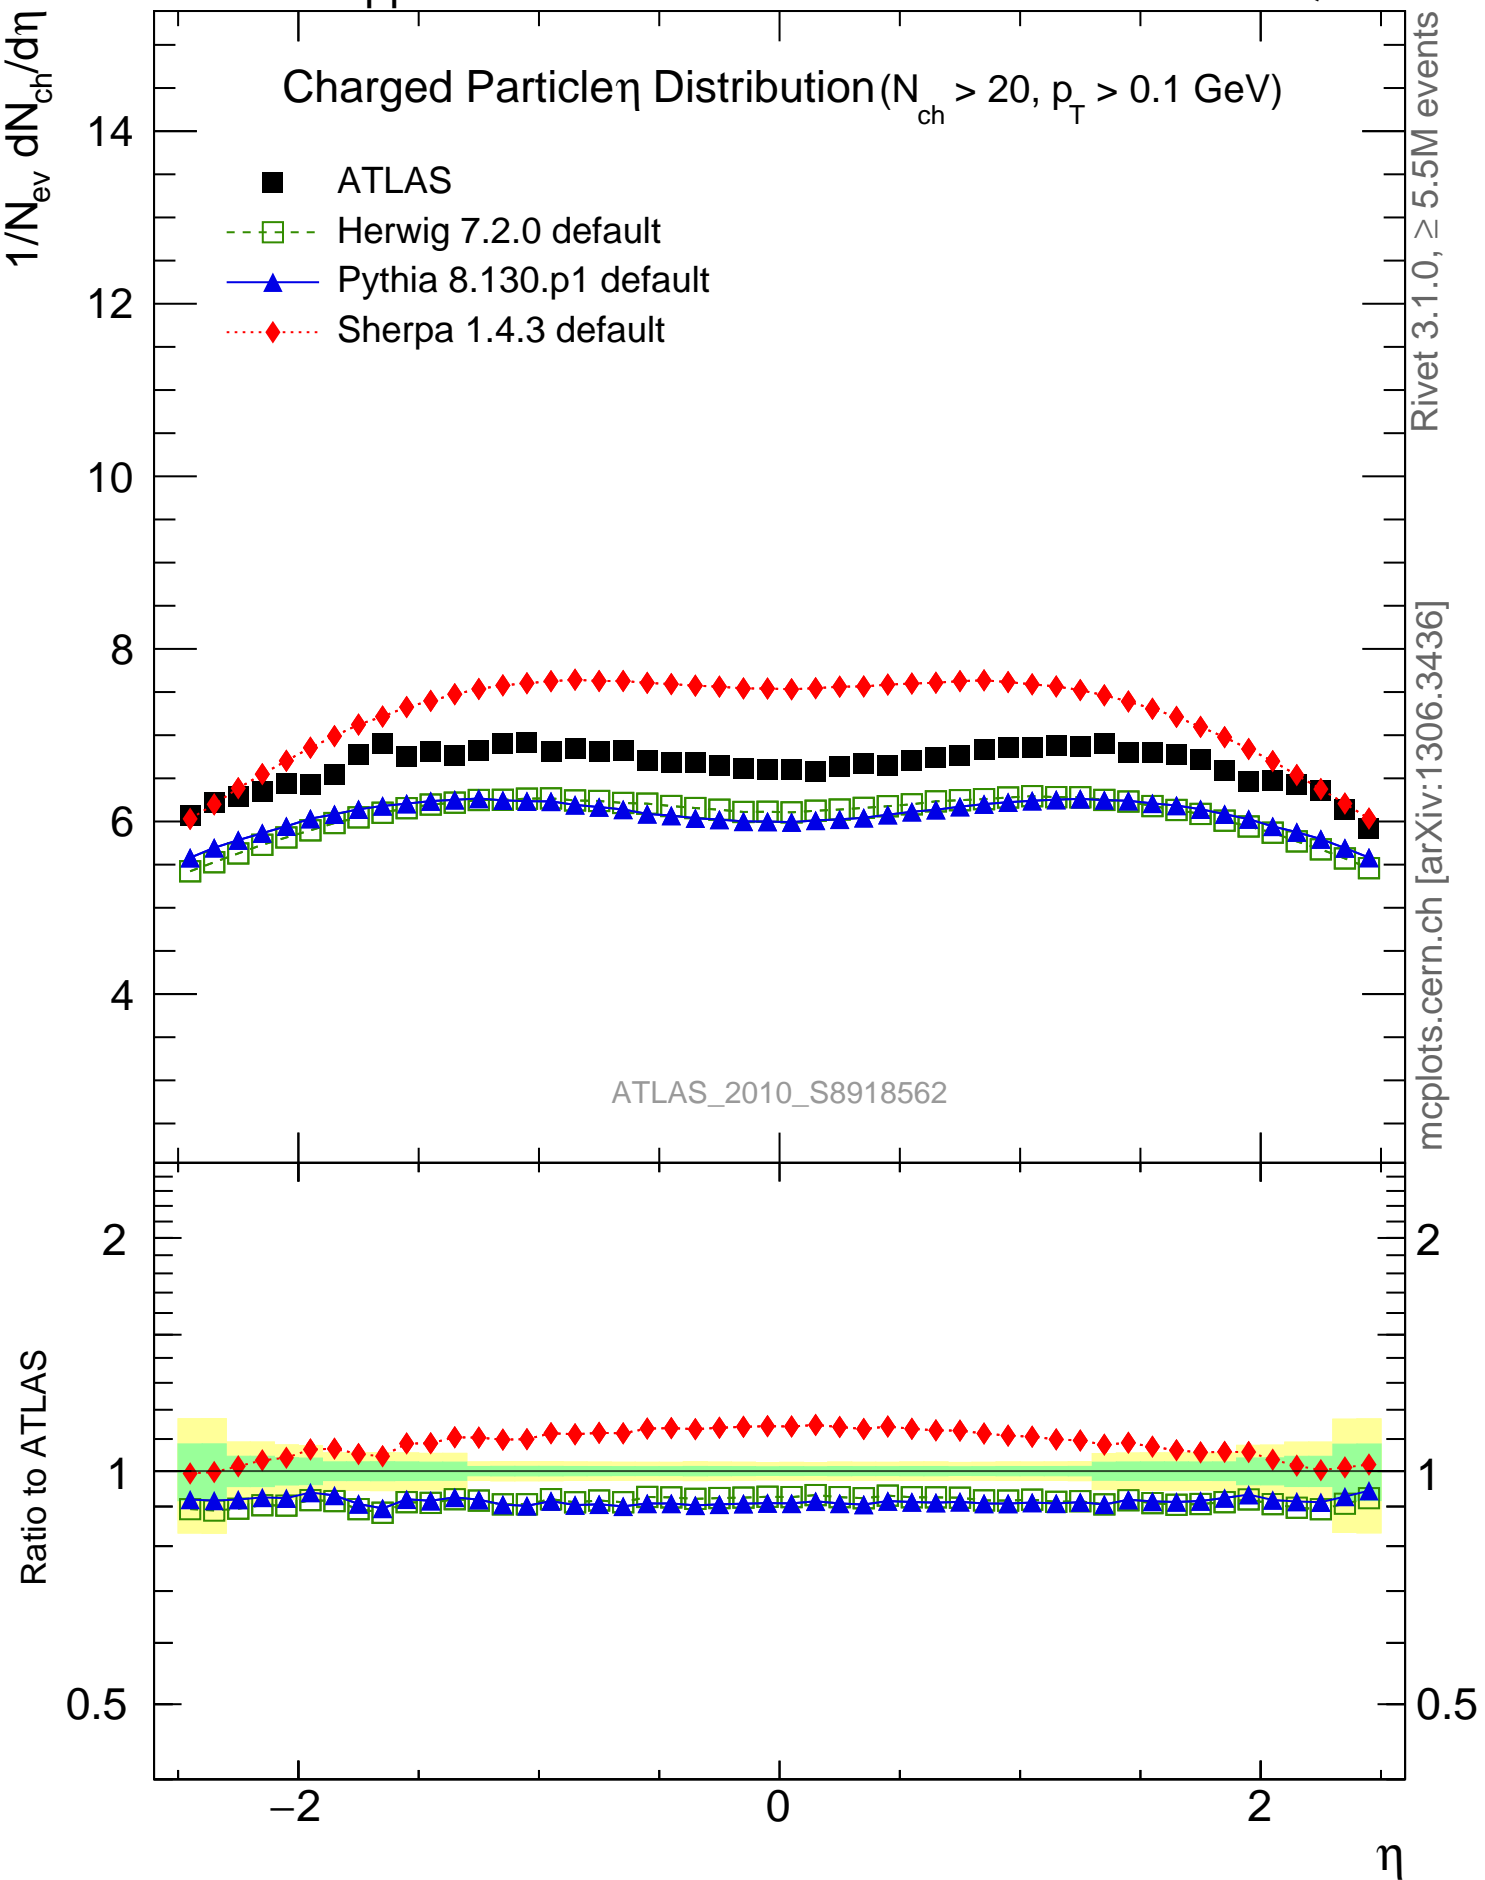 1/N_ev dN_ch/dη
Charged Particle η Distribution (N_ch > 20, p_T > 0.1 GeV)
ATLAS
Herwig 7.2.0 default
Pythia 8.130.p1 default
Sherpa 1.4.3 default
14
12
10
8
6
4
ATLAS_2010_S8918562
Rivet 3.1.0, ≥ 5.5M events
mcplots.cern.ch [arXiv:1306.3436]
Ratio to ATLAS
2
1
0.5
2
1
0.5
−2
0
2
η